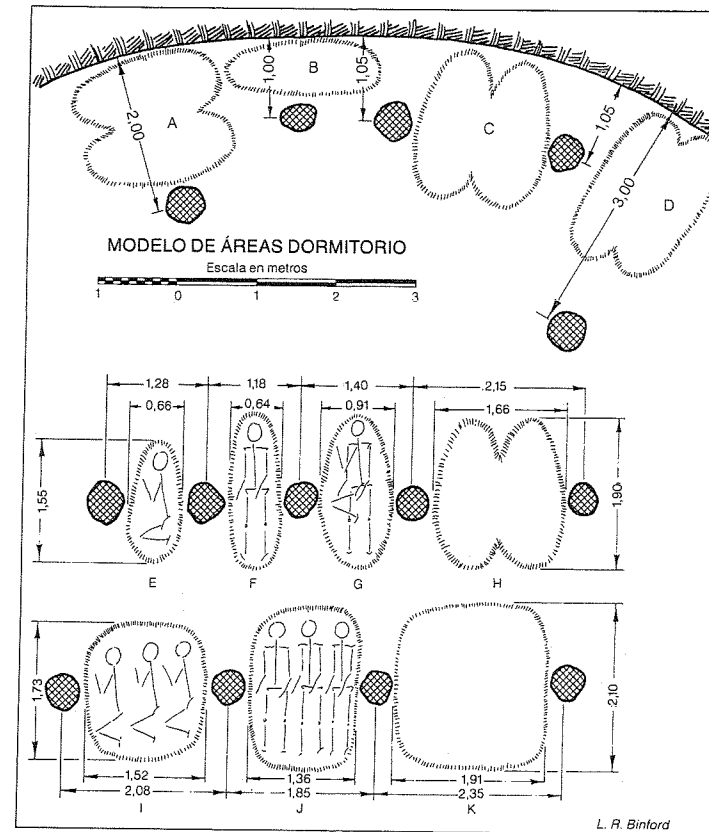 2,00
A
1,00
B
1,05
C
1,05
3,00
D
MODELO DE ÁREAS DORMITORIO
Escala en metros
1 0 1 2 3
1,28 1,18 1,40 2,15
0,66 0,64 0,91 1,66
1,55
1,90
E F G H
1,73
2,10
1,52 1,36 1,91
2,08 1,85 2,35
I J K
L. R. Binford